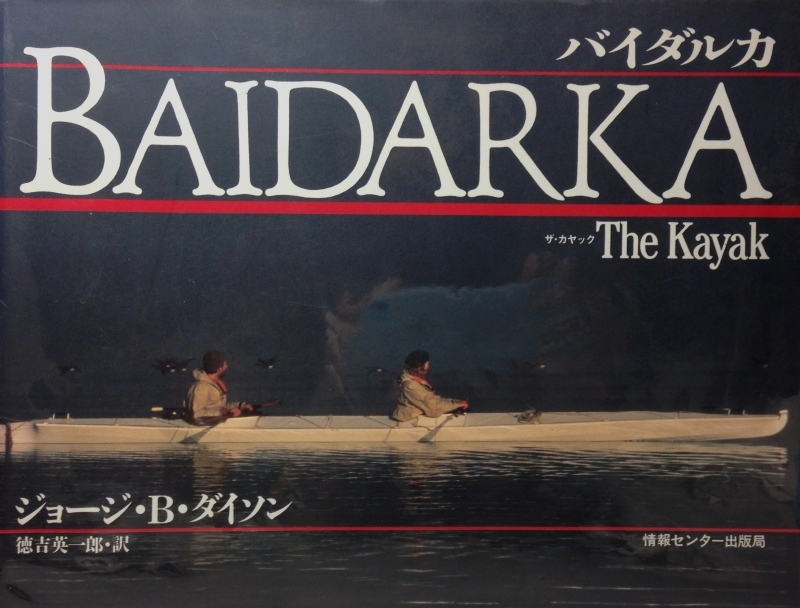 バイダルカ
BAIDARKA
ザ・カヤック The Kayak
ジョージ・B・ダイソン
徳吉英一郎・訳
情報センター出版局